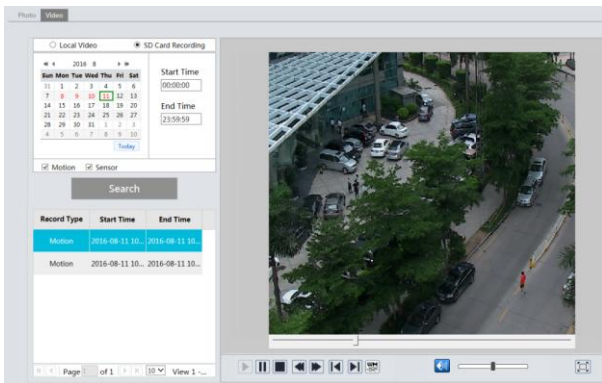 Photo Video
Local Video SD Card Recording
2016 8
Sun Mon Tue Wed Thu Fri Sat
31 1 2 3 4 5 6
7 8 9 10 11 12 13
14 15 16 17 18 19 20
21 22 23 24 25 26 27
28 29 30 31 1 2 3
4 5 6 7 8 9 10
Today
Start Time
00:00:00
End Time
23:59:59
Motion Sensor
Search
Record Type Start Time End Time
Motion 2016-08-11 10... 2016-08-11 10...
Motion 2016-08-11 10... 2016-08-11 10...
Page of 1 10 View 1 -...